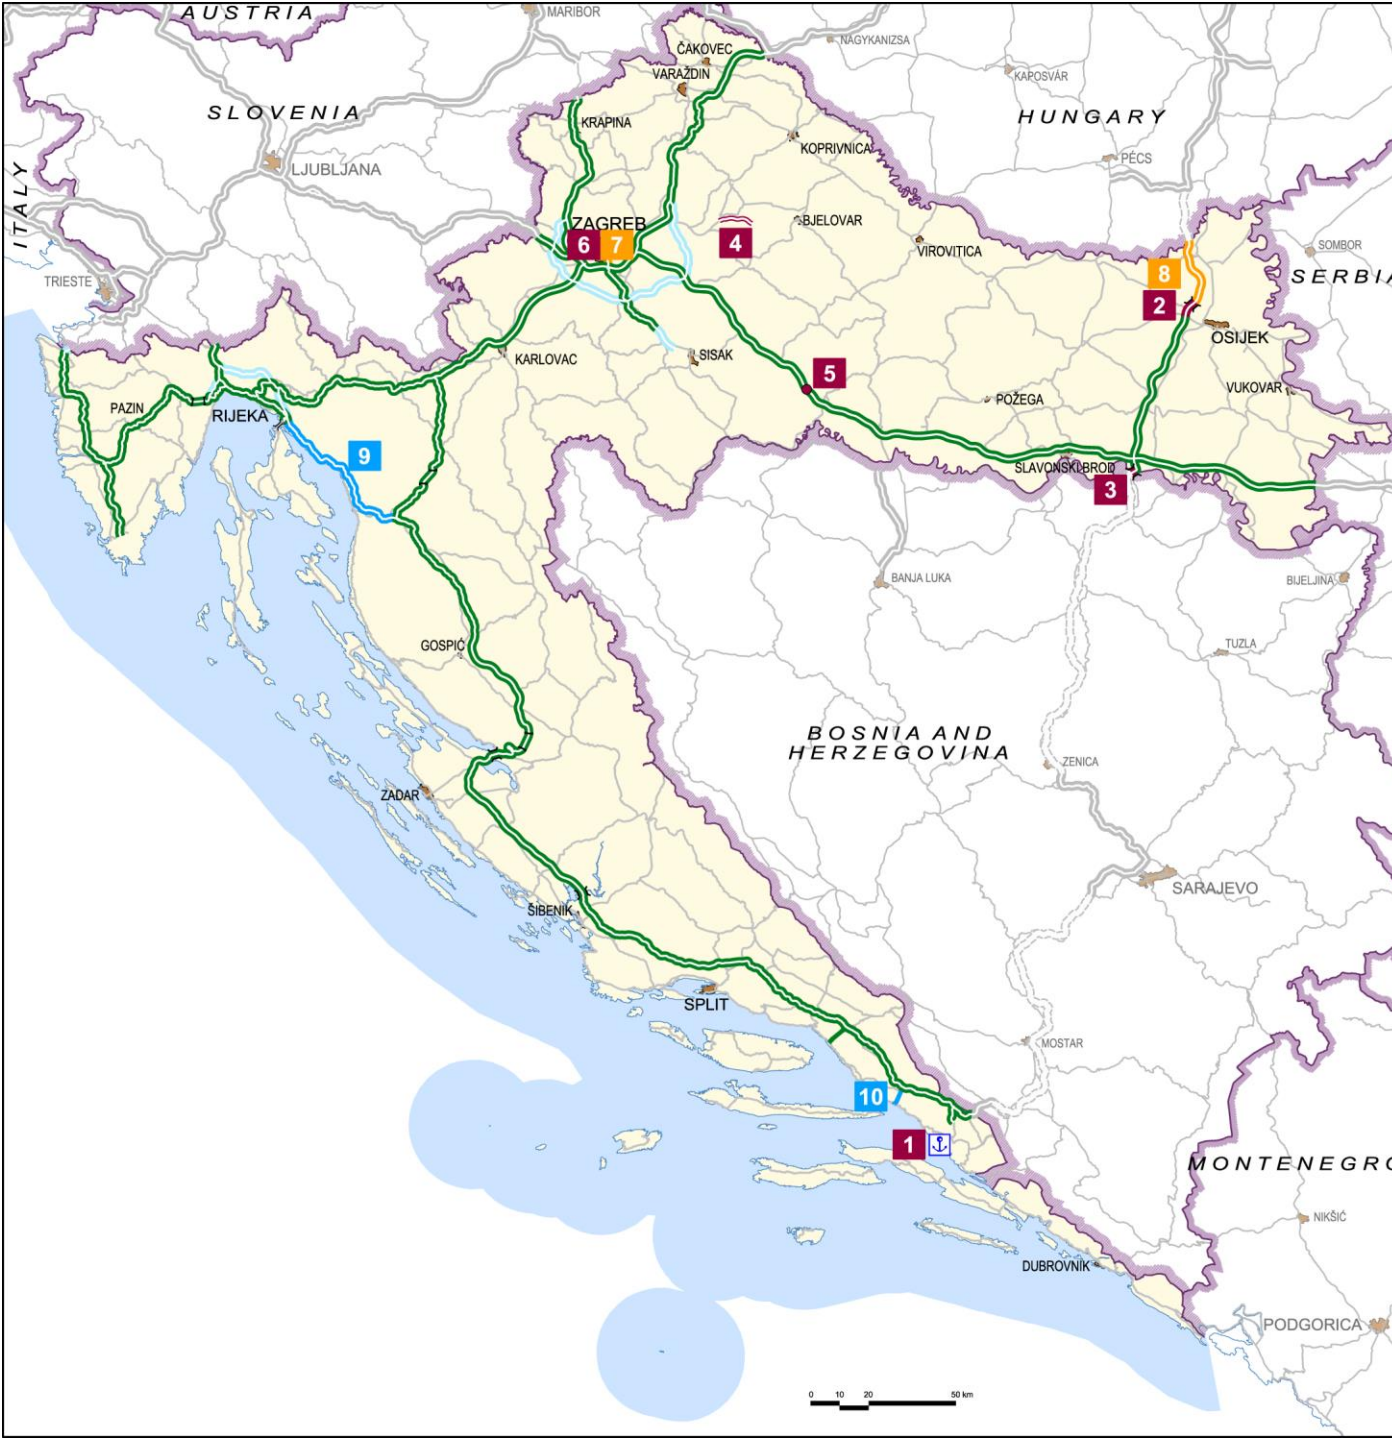 AUSTRIA
MARIBOR
ČAKOVEC
NAGYKANIZSA
VARAŽDIN
KAPOSVÁR
SLOVENIA
KRAPINA
HUNGARY
KOPRIVNICA
PÉCS
LJUBLJANA
ITALY
ZAGREB
BJELOVAR
6
7
4
VIROVITICA
SOMBOR
TRIESTE
8
SERBIA
2
OSIJEK
KARLOVAC
SISAK
5
VUKOVAR
PAZIN
RIJEKA
POŽEGA
9
SLAVONSKI BROD
3
BANJA LUKA
BIJELJINA
GOSPIĆ
TUZLA
BOSNIA AND
HERZEGOVINA
ZENICA
ZADAR
SARAJEVO
ŠIBENIK
SPLIT
MOSTAR
10
1
MONTENEGRO
NIKŠIĆ
DUBROVNIK
PODGORICA
0 10 20 50 km